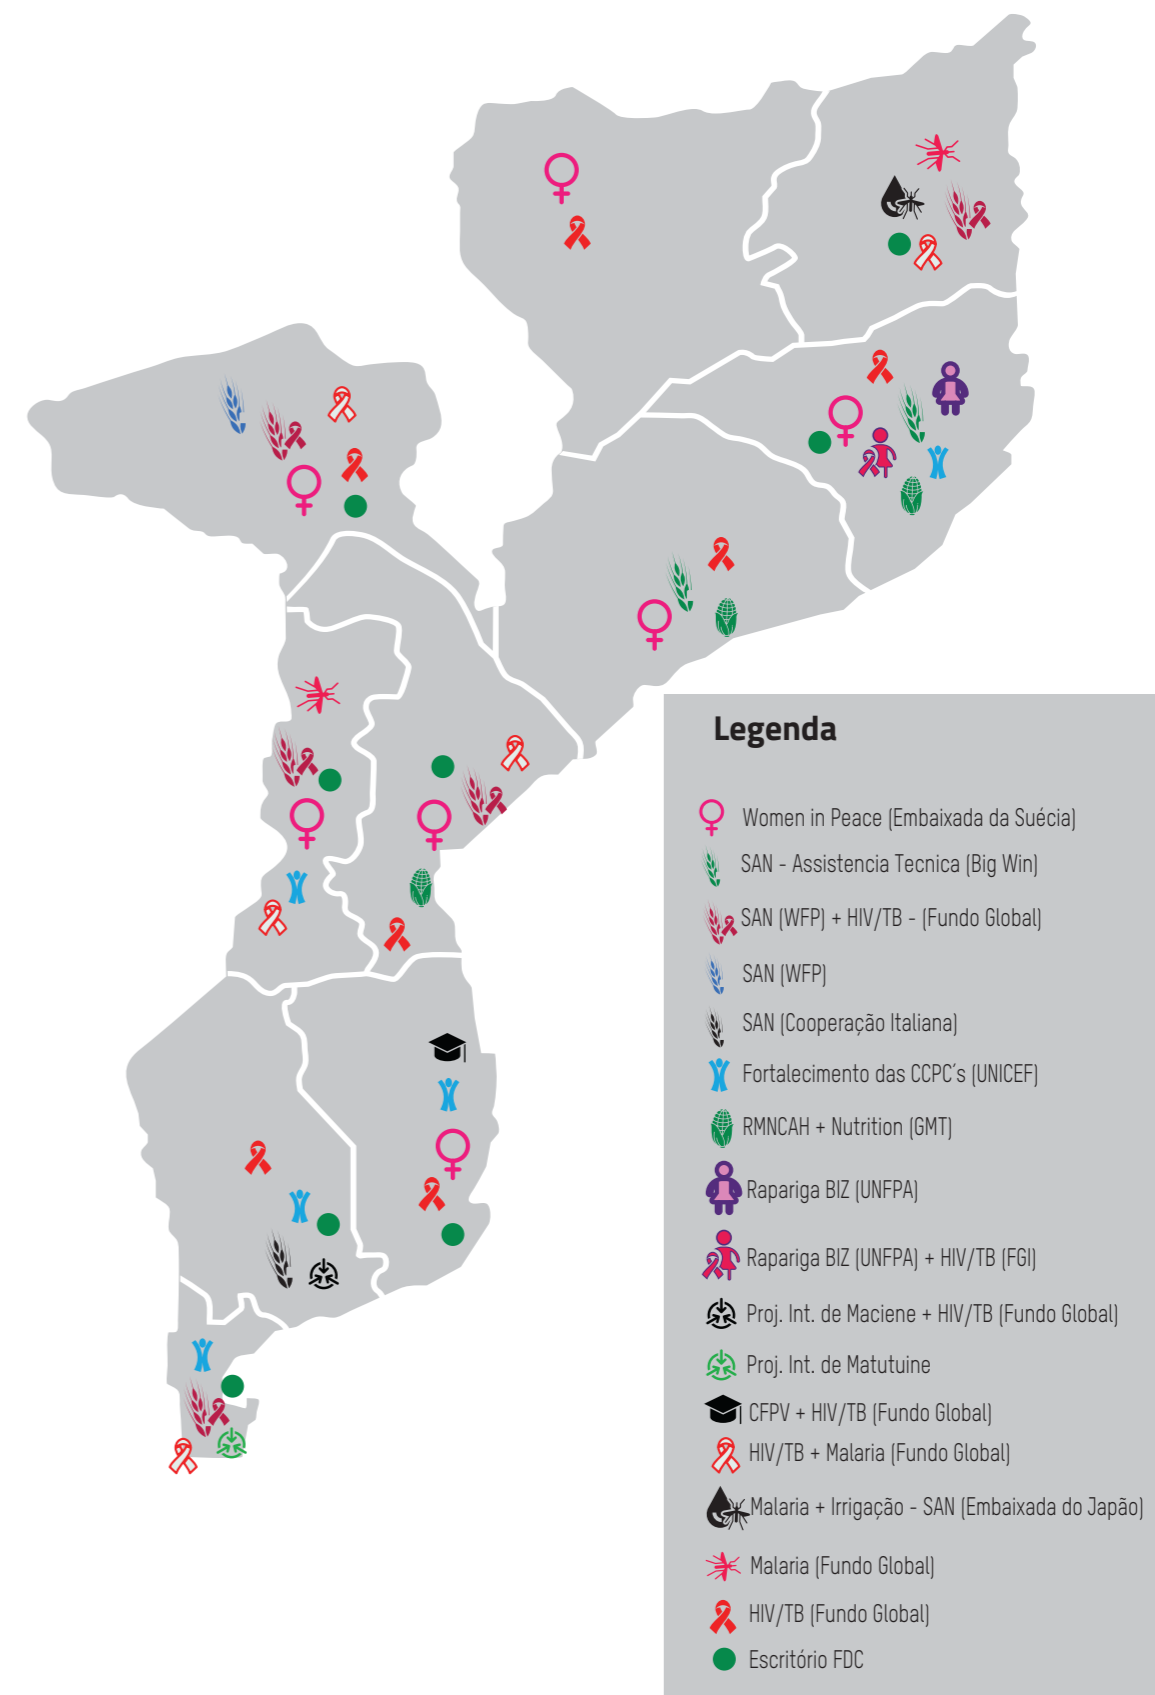 Legenda
Women in Peace (Embaixada da Suécia)
SAN - Assistencia Tecnica (Big Win)
SAN (WFP) + HIV/TB - (Fundo Global)
SAN (WFP)
SAN (Cooperação Italiana)
Fortalecimento das CCPC´s (UNICEF)
RMNCAH + Nutrition (GMT)
Rapariga BIZ (UNFPA)
Rapariga BIZ (UNFPA) + HIV/TB (FGI)
Proj. Int. de Maciene + HIV/TB (Fundo Global)
Proj. Int. de Matutuine
CFPV + HIV/TB (Fundo Global)
HIV/TB + Malaria (Fundo Global)
Malaria + Irrigação - SAN (Embaixada do Japão)
Malaria (Fundo Global)
HIV/TB (Fundo Global)
Escritório FDC